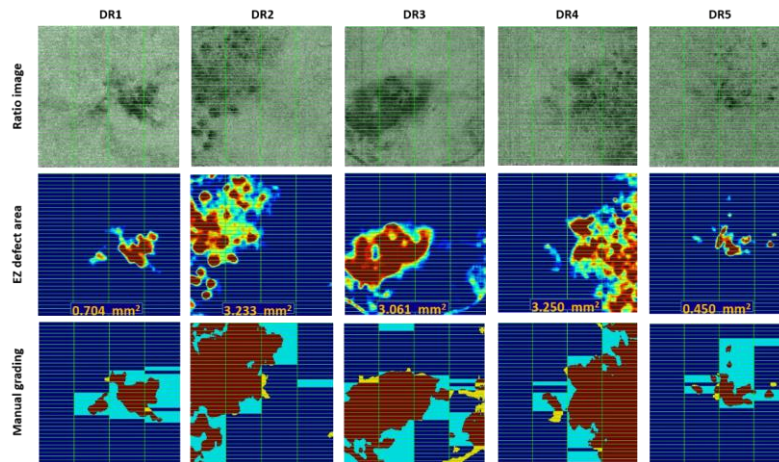 DR1 DR2 DR3 DR4 DR5
Ratio image
EZ defect area
0.704 mm² 3.233 mm² 3.061 mm² 3.250 mm² 0.450 mm²
Manual grading